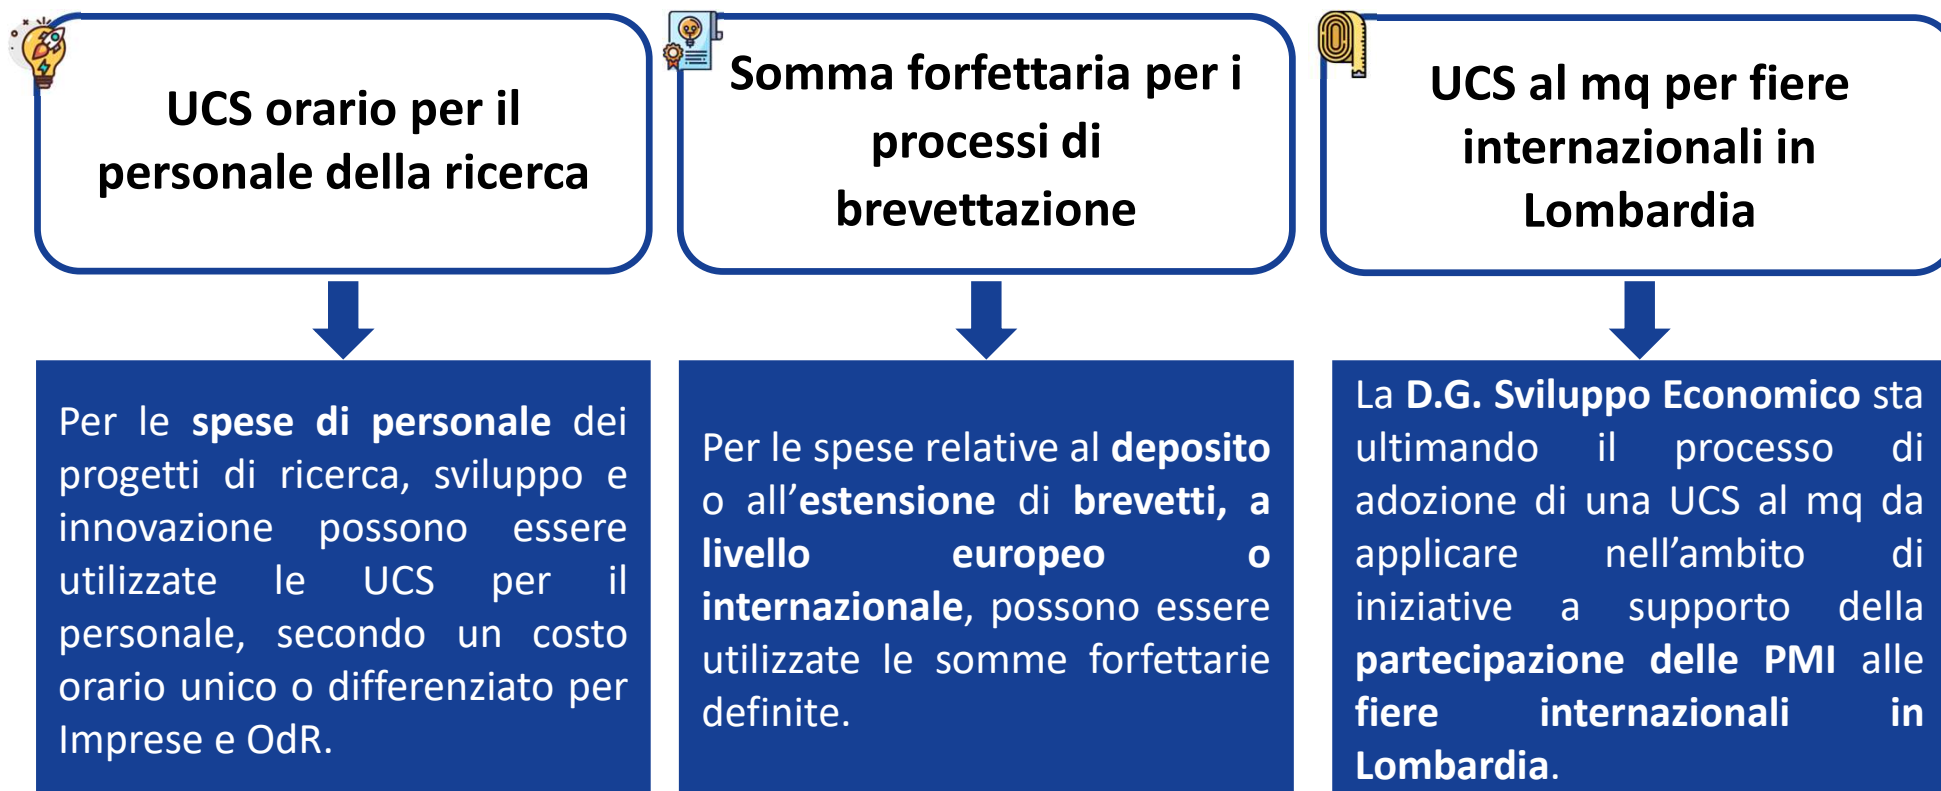 UCS orario per il
personale della ricerca
Somma forfettaria per i
processi di
brevettazione
UCS al mq per fiere
internazionali in
Lombardia
Per le spese di personale dei
progetti di ricerca, sviluppo e
innovazione possono essere
utilizzate le UCS per il
personale, secondo un costo
orario unico o differenziato per
Imprese e OdR.
Per le spese relative al deposito
o all’estensione di brevetti, a
livello europeo o
internazionale, possono essere
utilizzate le somme forfettarie
definite.
La D.G. Sviluppo Economico sta
ultimando il processo di
adozione di una UCS al mq da
applicare nell’ambito di
iniziative a supporto della
partecipazione delle PMI alle
fiere internazionali in
Lombardia.